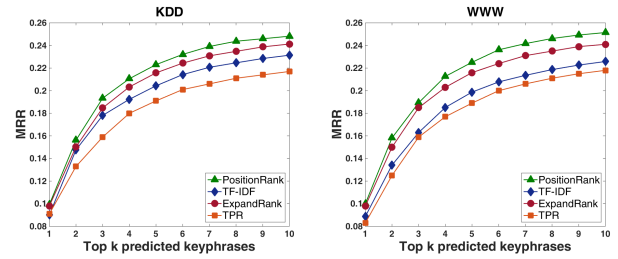 KDD
MRR
0.26
0.24
0.22
0.2
0.18
0.16
0.14
0.12
0.1
0.08
PositionRank
TF-IDF
ExpandRank
TPR
1 2 3 4 5 6 7 8 9 10
Top k predicted keyphrases
WWW
MRR
0.26
0.24
0.22
0.2
0.18
0.16
0.14
0.12
0.1
0.08
PositionRank
TF-IDF
ExpandRank
TPR
1 2 3 4 5 6 7 8 9 10
Top k predicted keyphrases